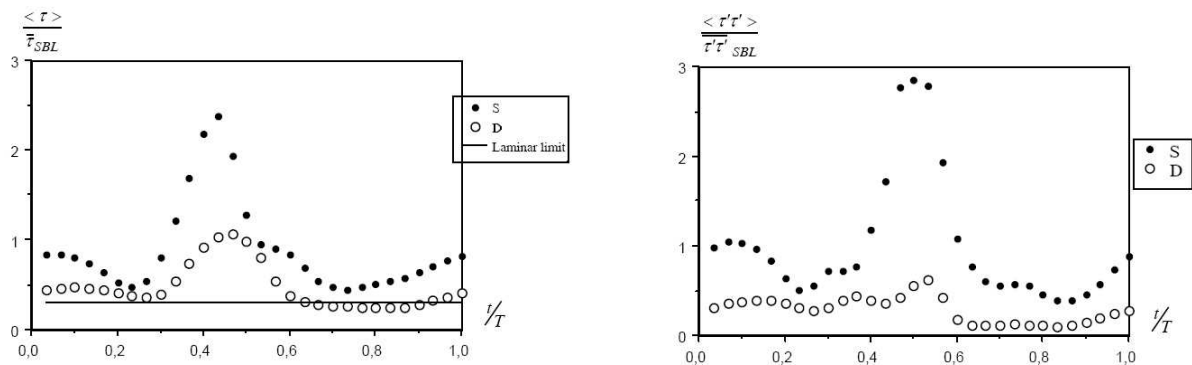 < τ >
τ̅ SBL
3
2
1
0
0,0 0,2 0,4 0,6 0,8 1,0
t/T
S
D
Laminar limit
< τ'τ' >
τ'τ' SBL
3
2
1
0
0,0 0,2 0,4 0,6 0,8 1,0
t/T
S
D